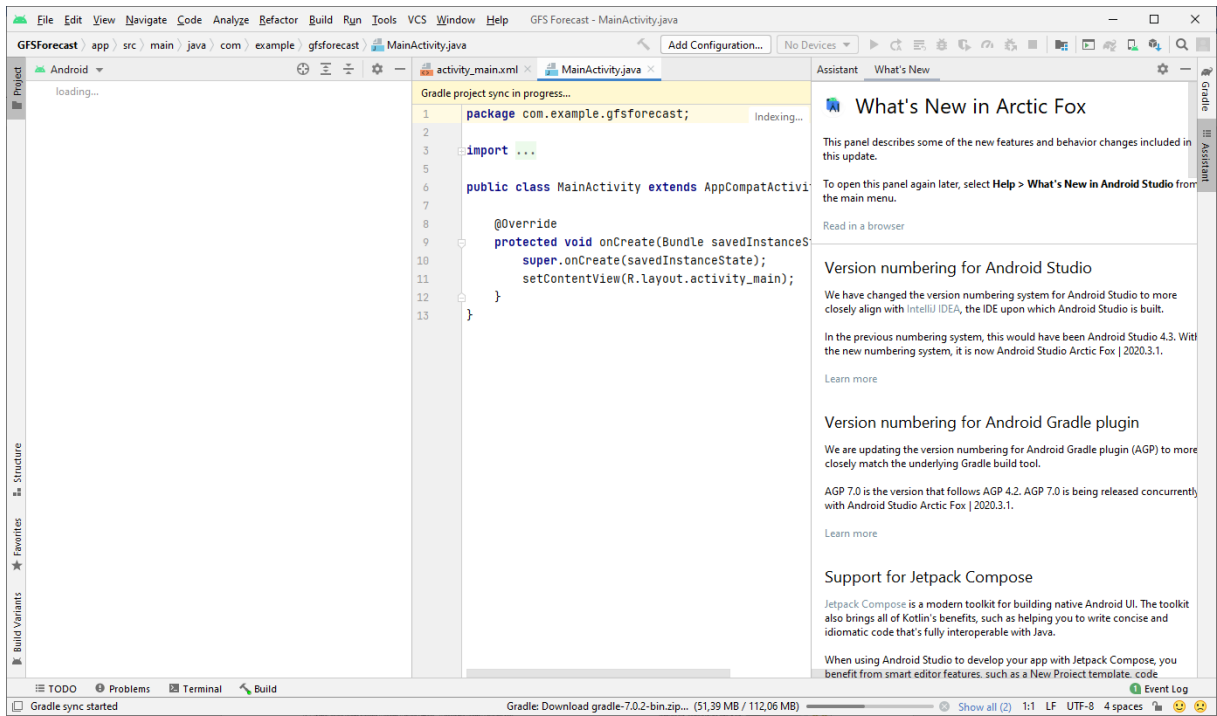 File Edit View Navigate Code Analyze Refactor Build Run Tools VCS Window Help GFS Forecast - MainActivity.java
GFSForecast app src main java com example gfsforecast MainActivity.java Add Configuration... No Devices
Project
Android
loading...
activity_main.xml MainActivity.java
Gradle project sync in progress...
Indexing...
1 package com.example.gfsforecast;
2
3 import ...
5
6 public class MainActivity extends AppCompatActivi
7
8 @Override
9 protected void onCreate(Bundle savedInstanceS
10 super.onCreate(savedInstanceState);
11 setContentView(R.layout.activity_main);
12 }
13 }
Assistant What's New
What's New in Arctic Fox
This panel describes some of the new features and behavior changes included in
this update.
To open this panel again later, select Help > What's New in Android Studio from
the main menu.
Read in a browser
Version numbering for Android Studio
We have changed the version numbering system for Android Studio to more
closely align with IntelliJ IDEA, the IDE upon which Android Studio is built.
In the previous numbering system, this would have been Android Studio 4.3. With
the new numbering system, it is now Android Studio Arctic Fox | 2020.3.1.
Learn more
Version numbering for Android Gradle plugin
We are updating the version numbering for Android Gradle plugin (AGP) to more
closely match the underlying Gradle build tool.
AGP 7.0 is the version that follows AGP 4.2. AGP 7.0 is being released concurrently
with Android Studio Arctic Fox | 2020.3.1.
Learn more
Support for Jetpack Compose
Jetpack Compose is a modern toolkit for building native Android UI. The toolkit
also brings all of Kotlin's benefits, such as helping you to write concise and
idiomatic code that's fully interoperable with Java.
When using Android Studio to develop your app with Jetpack Compose, you
benefit from smart editor features, such as a New Project template, code
Gradle
Assistant
Structure
Favorites
Build Variants
TODO Problems Terminal Build 1 Event Log
Gradle sync started Gradle: Download gradle-7.0.2-bin.zip... (51,39 MB / 112,06 MB) Show all (2) 1:1 LF UTF-8 4 spaces